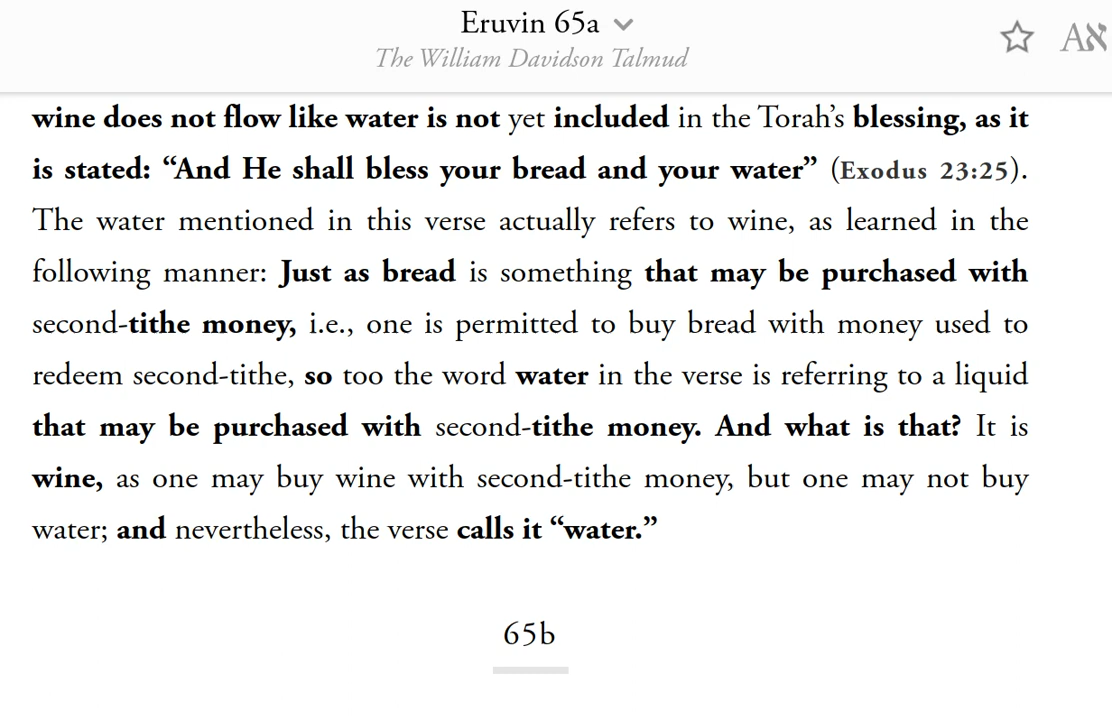 Eruvin 65a
The William Davidson Talmud
Aא
wine does not flow like water is not yet included in the Torah’s blessing, as it
is stated: “And He shall bless your bread and your water” (Exodus 23:25).
The water mentioned in this verse actually refers to wine, as learned in the
following manner: Just as bread is something that may be purchased with
second-tithe money, i.e., one is permitted to buy bread with money used to
redeem second-tithe, so too the word water in the verse is referring to a liquid
that may be purchased with second-tithe money. And what is that? It is
wine, as one may buy wine with second-tithe money, but one may not buy
water; and nevertheless, the verse calls it “water.”
65b